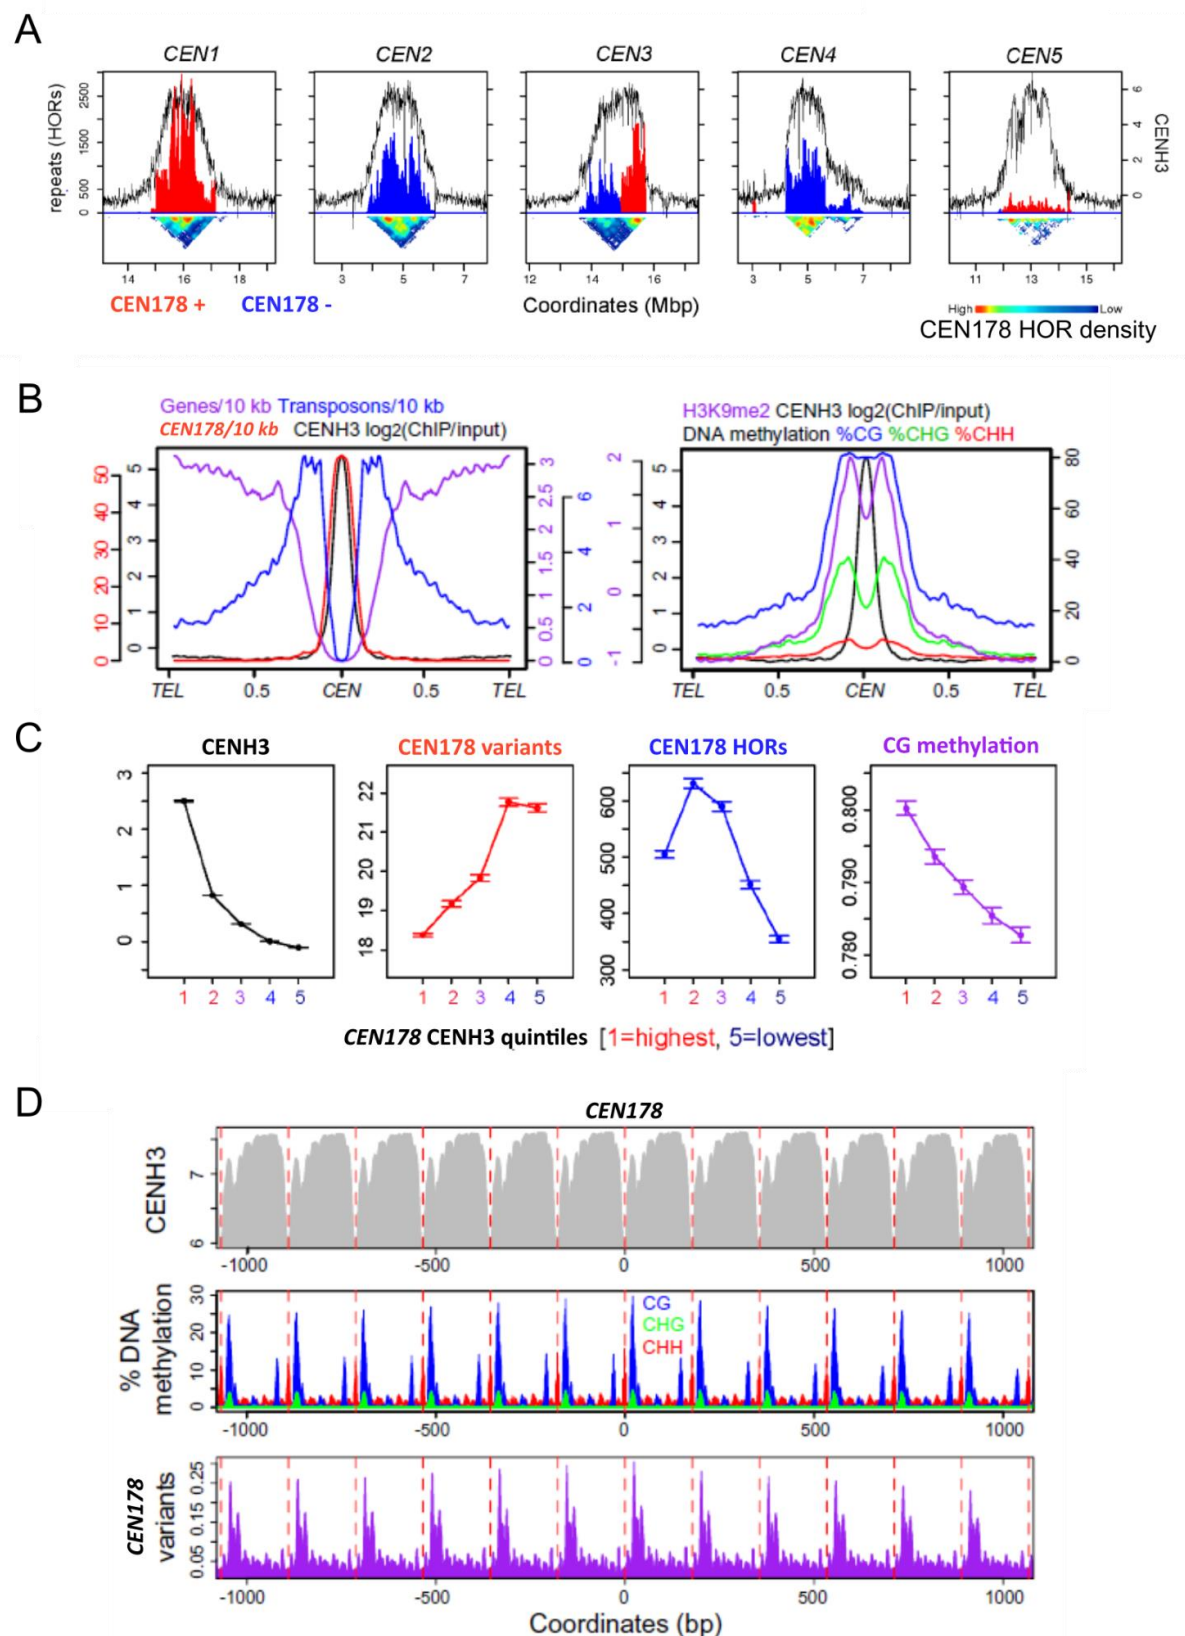 A
CEN1 CEN2 CEN3 CEN4 CEN5
repeats (HORs)
2500
1500
500
0
6
4
2
0
CENH3
14 16 18 3 5 7 12 14 16 3 5 7 11 13 15
CEN178 + CEN178 - Coordinates (Mbp)
High Low
CEN178 HOR density
B
Genes/10 kb Transposons/10 kb
CEN178/10 kb CENH3 log2(ChIP/input)
50
40
30
20
10
0
5
4
3
2
1
0
3
2.5
2
1.5
1
0.5
0
6
4
2
0
TEL 0.5 CEN 0.5 TEL
H3K9me2 CENH3 log2(ChIP/input)
DNA methylation %CG %CHG %CHH
2
1
0
-1
5
4
3
2
1
0
80
60
40
20
0
TEL 0.5 CEN 0.5 TEL
C
CENH3 CEN178 variants CEN178 HORs CG methylation
3
2
1
0
22
21
20
19
18
600
500
400
300
0.800
0.790
0.780
1 2 3 4 5 1 2 3 4 5 1 2 3 4 5 1 2 3 4 5
CEN178 CENH3 quintiles [1=highest, 5=lowest]
D
CEN178
CENH3
7
6
-1000 -500 0 500 1000
% DNA
methylation
30
20
10
0
CG
CHG
CHH
-1000 -500 0 500 1000
CEN178
variants
0.25
0.15
0.05
-1000 -500 0 500 1000
Coordinates (bp)